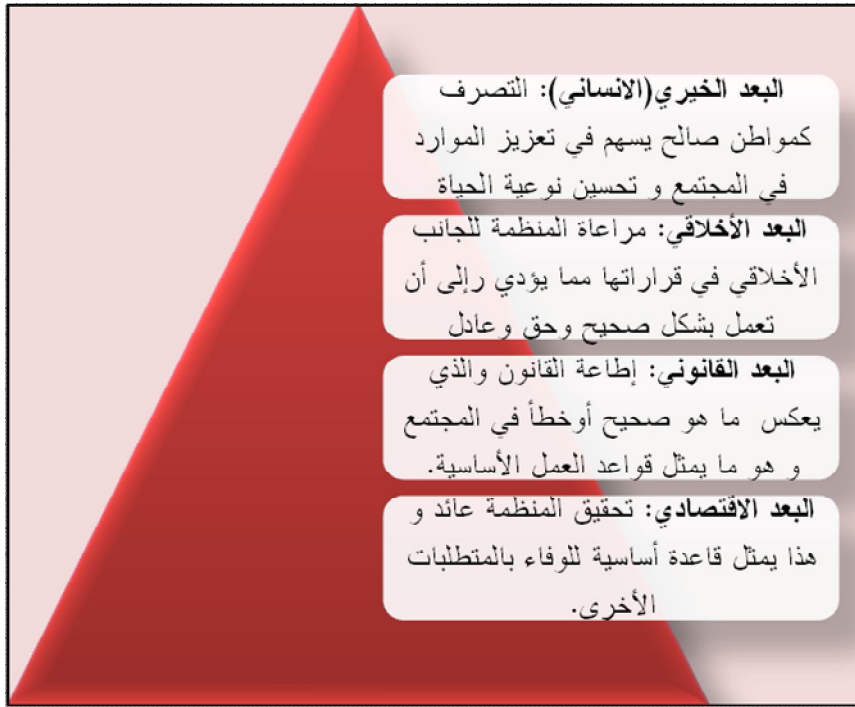 البعد الخيري(الانساني): التصرف
كمواطن صالح يسهم في تعزيز الموارد
في المجتمع و تحسين نوعية الحياة
البعد الأخلاقي: مراعاة المنظمة للجانب
الأخلاقي في قراراتها مما يؤدي رإلى أن
تعمل بشكل صحيح وحق وعادل
البعد القانوني: إطاعة القانون والذي
يعكس ما هو صحيح أوخطأ في المجتمع
و هو ما يمثل قواعد العمل الأساسية.
البعد الاقتصادي: تحقيق المنظمة عائد و
هذا يمثل قاعدة أساسية للوفاء بالمتطلبات
الأخرى.